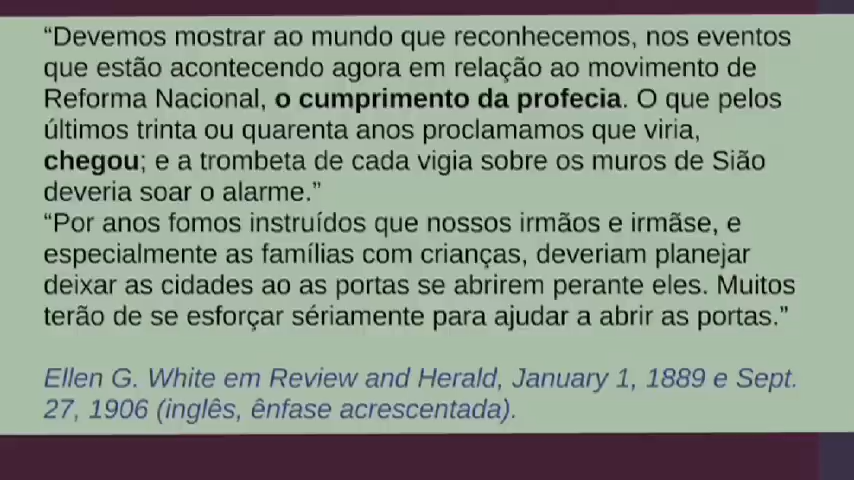 “Devemos mostrar ao mundo que reconhecemos, nos eventos
que estão acontecendo agora em relação ao movimento de
Reforma Nacional, o cumprimento da profecia. O que pelos
últimos trinta ou quarenta anos proclamamos que viria,
chegou; e a trombeta de cada vigia sobre os muros de Sião
deveria soar o alarme.”
“Por anos fomos instruídos que nossos irmãos e irmãse, e
especialmente as famílias com crianças, deveriam planejar
deixar as cidades ao as portas se abrirem perante eles. Muitos
terão de se esforçar sériamente para ajudar a abrir as portas.”
Ellen G. White em Review and Herald, January 1, 1889 e Sept.
27, 1906 (inglês, ênfase acrescentada).